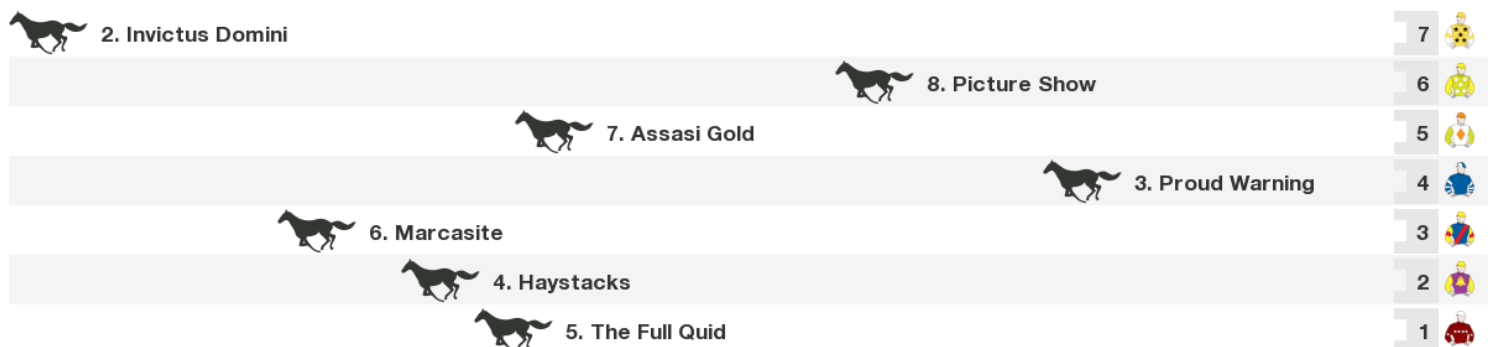 2. Invictus Domini 7
8. Picture Show 6
7. Assasi Gold 5
3. Proud Warning 4
6. Marcasite 3
4. Haystacks 2
5. The Full Quid 1